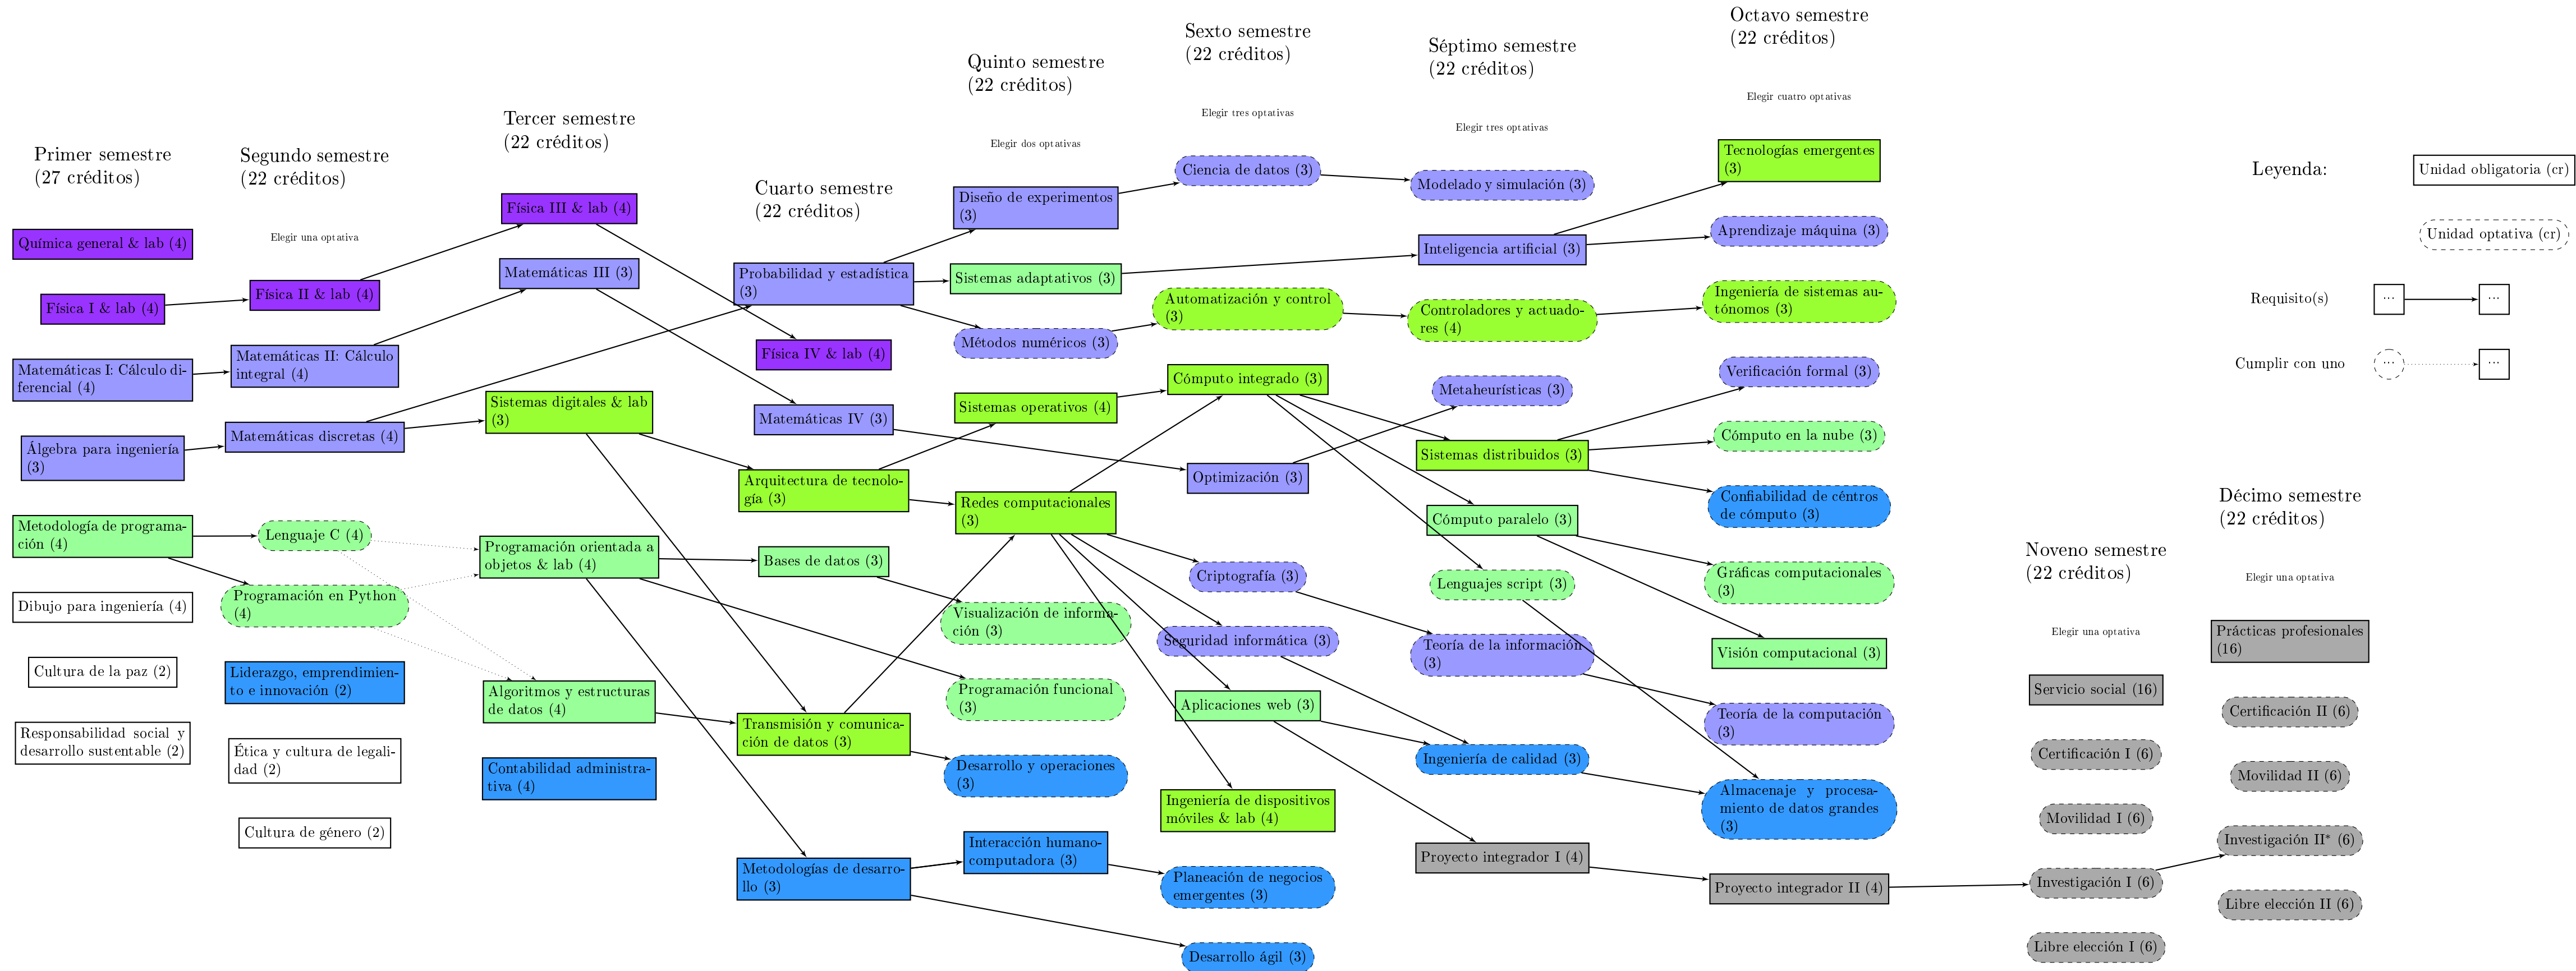 Primer semestre
(27 créditos)
Química general & lab (4)
Física I & lab (4)
Matemáticas I: Cálculo di-
ferencial (4)
Álgebra para ingeniería
(3)
Metodología de programa-
ción (4)
Dibujo para ingeniería (4)
Cultura de la paz (2)
Responsabilidad social y
desarrollo sustentable (2)
Segundo semestre
(22 créditos)
Elegir una optativa
Física II & lab (4)
Matemáticas II: Cálculo
integral (4)
Matemáticas discretas (4)
Lenguaje C (4)
Programación en Python
(4)
Liderazgo, emprendimien-
to e innovación (2)
Ética y cultura de legali-
dad (2)
Cultura de género (2)
Tercer semestre
(22 créditos)
Física III & lab (4)
Matemáticas III (3)
Sistemas digitales & lab
(3)
Programación orientada a
objetos & lab (4)
Algoritmos y estructuras
de datos (4)
Contabilidad administra-
tiva (4)
Cuarto semestre
(22 créditos)
Probabilidad y estadística
(3)
Física IV & lab (4)
Matemáticas IV (3)
Arquitectura de tecnolo-
gía (3)
Bases de datos (3)
Transmisión y comunica-
ción de datos (3)
Metodologías de desarro-
llo (3)
Quinto semestre
(22 créditos)
Elegir dos optativas
Diseño de experimentos
(3)
Sistemas adaptativos (3)
Métodos numéricos (3)
Sistemas operativos (4)
Redes computacionales
(3)
Visualización de informa-
ción (3)
Programación funcional
(3)
Desarrollo y operaciones
(3)
Interacción humano-
computadora (3)
Sexto semestre
(22 créditos)
Elegir tres optativas
Ciencia de datos (3)
Automatización y control
(3)
Cómputo integrado (3)
Optimización (3)
Criptografía (3)
Seguridad informática (3)
Aplicaciones web (3)
Ingeniería de dispositivos
móviles & lab (4)
Planeación de negocios
emergentes (3)
Desarrollo ágil (3)
Séptimo semestre
(22 créditos)
Elegir tres optativas
Modelado y simulación (3)
Inteligencia artificial (3)
Controladores y actuado-
res (4)
Metaheurísticas (3)
Sistemas distribuidos (3)
Cómputo paralelo (3)
Lenguajes script (3)
Teoría de la información
(3)
Ingeniería de calidad (3)
Proyecto integrador I (4)
Octavo semestre
(22 créditos)
Elegir cuatro optativas
Tecnologías emergentes
(3)
Aprendizaje máquina (3)
Ingeniería de sistemas au-
tónomos (3)
Verificación formal (3)
Cómputo en la nube (3)
Confiabilidad de céntros
de cómputo (3)
Gráficas computacionales
(3)
Visión computacional (3)
Teoría de la computación
(3)
Almacenaje y procesa-
miento de datos grandes
(3)
Proyecto integrador II (4)
Noveno semestre
(22 créditos)
Elegir una optativa
Servicio social (16)
Certificación I (6)
Movilidad I (6)
Investigación I (6)
Libre elección I (6)
Décimo semestre
(22 créditos)
Elegir una optativa
Prácticas profesionales
(16)
Certificación II (6)
Movilidad II (6)
Investigación II* (6)
Libre elección II (6)
Leyenda:
Unidad obligatoria (cr)
Unidad optativa (cr)
Requisito(s)
... ...
Cumplir con uno
... ...